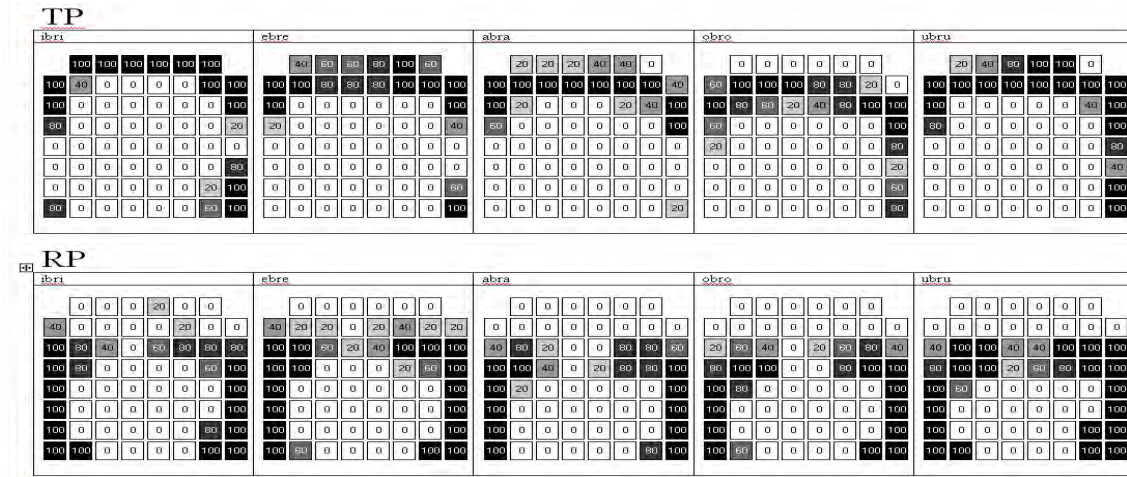 TP
ibri ebre abra obro ubru
100 100 100 100 100 100 40 60 60 80 100 60 20 20 20 40 40 0 0 0 0 0 0 0 20 40 80 100 100 0
100 40 0 0 0 0 100 100 100 100 80 80 80 100 100 100 100 100 100 100 100 100 100 40 60 100 100 100 80 80 20 0 100 100 100 100 100 100 100 100
100 0 0 0 0 0 0 100 100 0 0 0 0 0 0 100 100 20 0 0 0 20 40 100 100 80 60 20 40 80 100 100 100 0 0 0 0 0 40 100
80 0 0 0 0 0 0 20 20 0 0 0 0 0 0 40 60 0 0 0 0 0 0 100 60 0 0 0 0 0 0 100 80 0 0 0 0 0 0 100
0 0 0 0 0 0 0 0 0 0 0 0 0 0 0 0 0 0 0 0 0 0 0 0 20 0 0 0 0 0 0 80 0 0 0 0 0 0 0 80
0 0 0 0 0 0 0 80 0 0 0 0 0 0 0 0 0 0 0 0 0 0 0 0 0 0 0 0 0 0 0 20 0 0 0 0 0 0 0 40
0 0 0 0 0 0 20 100 0 0 0 0 0 0 0 60 0 0 0 0 0 0 0 0 0 0 0 0 0 0 0 60 0 0 0 0 0 0 0 100
80 0 0 0 0 0 60 100 0 0 0 0 0 0 0 100 0 0 0 0 0 0 0 20 0 0 0 0 0 0 0 80 0 0 0 0 0 0 0 100
RP
ibri ebre abra obro ubru
0 0 0 20 0 0 0 0 0 0 0 0 0 0 0 0 0 0 0 0 0 0 0 0 0 0 0 0 0 0
40 0 0 0 0 20 0 0 40 20 20 0 20 40 20 20 0 0 0 0 0 0 0 0 0 0 0 0 0 0 0 0 0 0 0 0 0 0 0 0
100 80 40 0 60 80 80 80 100 100 60 20 40 100 100 100 40 80 20 0 0 80 80 60 20 60 40 0 20 60 80 40 40 100 100 40 40 100 100 100
100 80 0 0 0 0 60 100 100 100 0 0 0 20 60 100 100 100 40 0 20 80 80 100 80 100 100 0 0 80 100 100 80 100 100 20 60 80 100 100
100 0 0 0 0 0 0 100 100 0 0 0 0 0 0 100 100 20 0 0 0 0 0 100 100 80 0 0 0 0 0 100 100 60 0 0 0 0 0 100
100 0 0 0 0 0 0 100 100 0 0 0 0 0 0 100 100 0 0 0 0 0 0 100 100 0 0 0 0 0 0 100 100 0 0 0 0 0 0 100
100 0 0 0 0 0 80 100 100 0 0 0 0 0 0 100 100 0 0 0 0 0 0 100 100 0 0 0 0 0 0 100 100 0 0 0 0 0 0 100
100 100 0 0 0 0 100 100 100 60 0 0 0 0 100 100 100 0 0 0 0 0 80 100 100 60 0 0 0 0 100 100 100 100 0 0 0 0 100 100